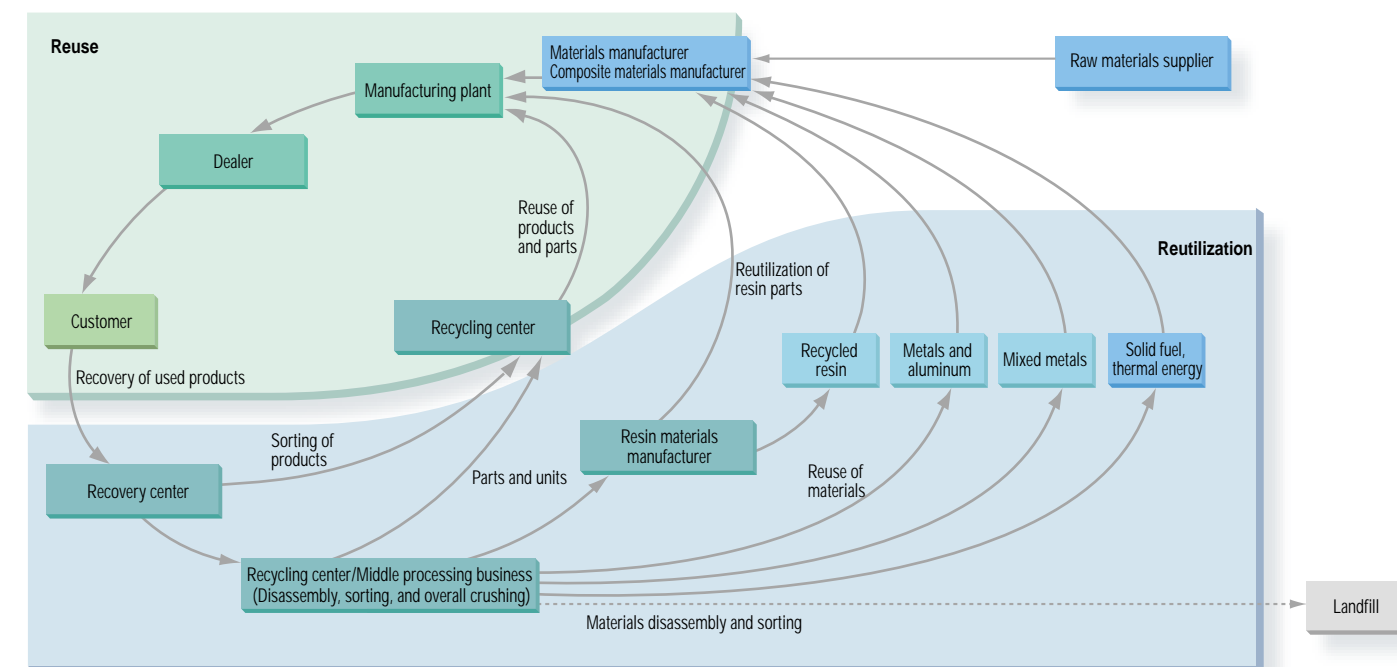 Reuse
Materials manufacturer
Composite materials manufacturer
Raw materials supplier
Manufacturing plant
Dealer
Reuse of
products
and parts
Reutilization
Reutilization of
resin parts
Customer
Recycling center
Recycled
resin
Metals and
aluminum
Mixed metals
Solid fuel,
thermal energy
Recovery of used products
Sorting of
products
Resin materials
manufacturer
Parts and units
Reuse of
materials
Recovery center
Recycling center/Middle processing business
(Disassembly, sorting, and overall crushing)
Materials disassembly and sorting
Landfill